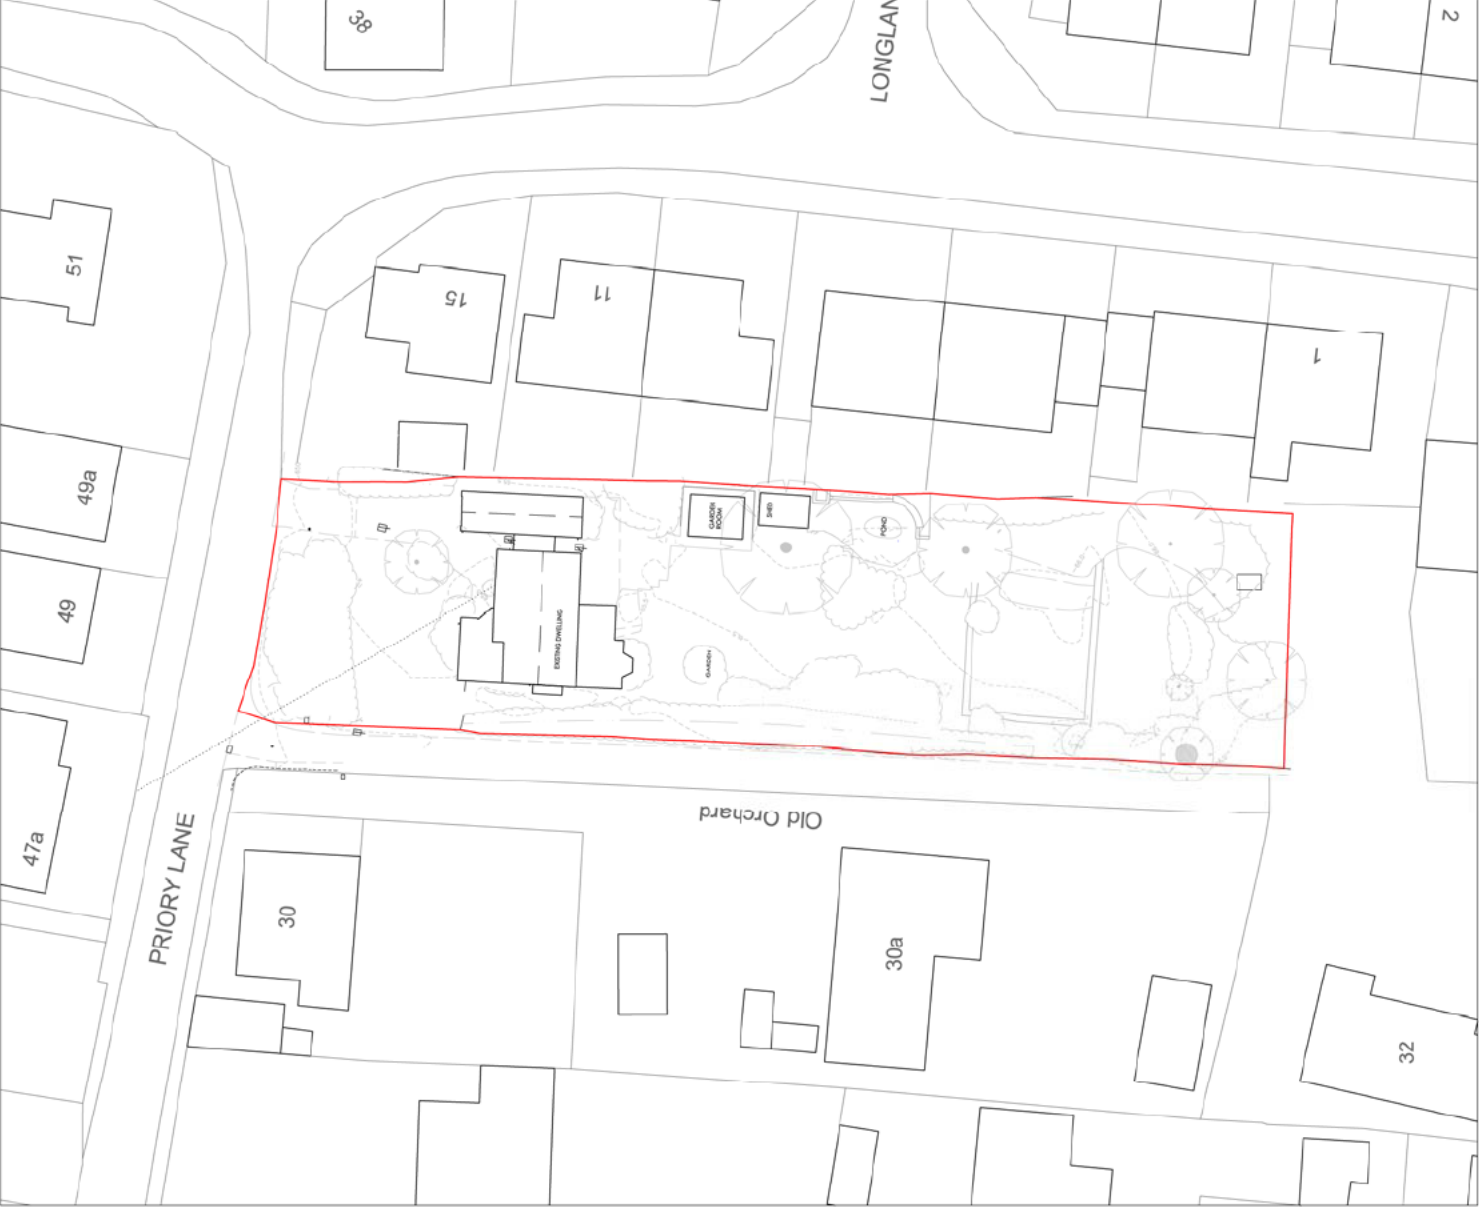 38
LONGLAN
2
51
15
11
1
49a
GARDEN
ROOM
SHED
POND
49
EXISTING DWELLING
GARDEN
47a
PRIORY LANE
Old Orchard
30
30a
32